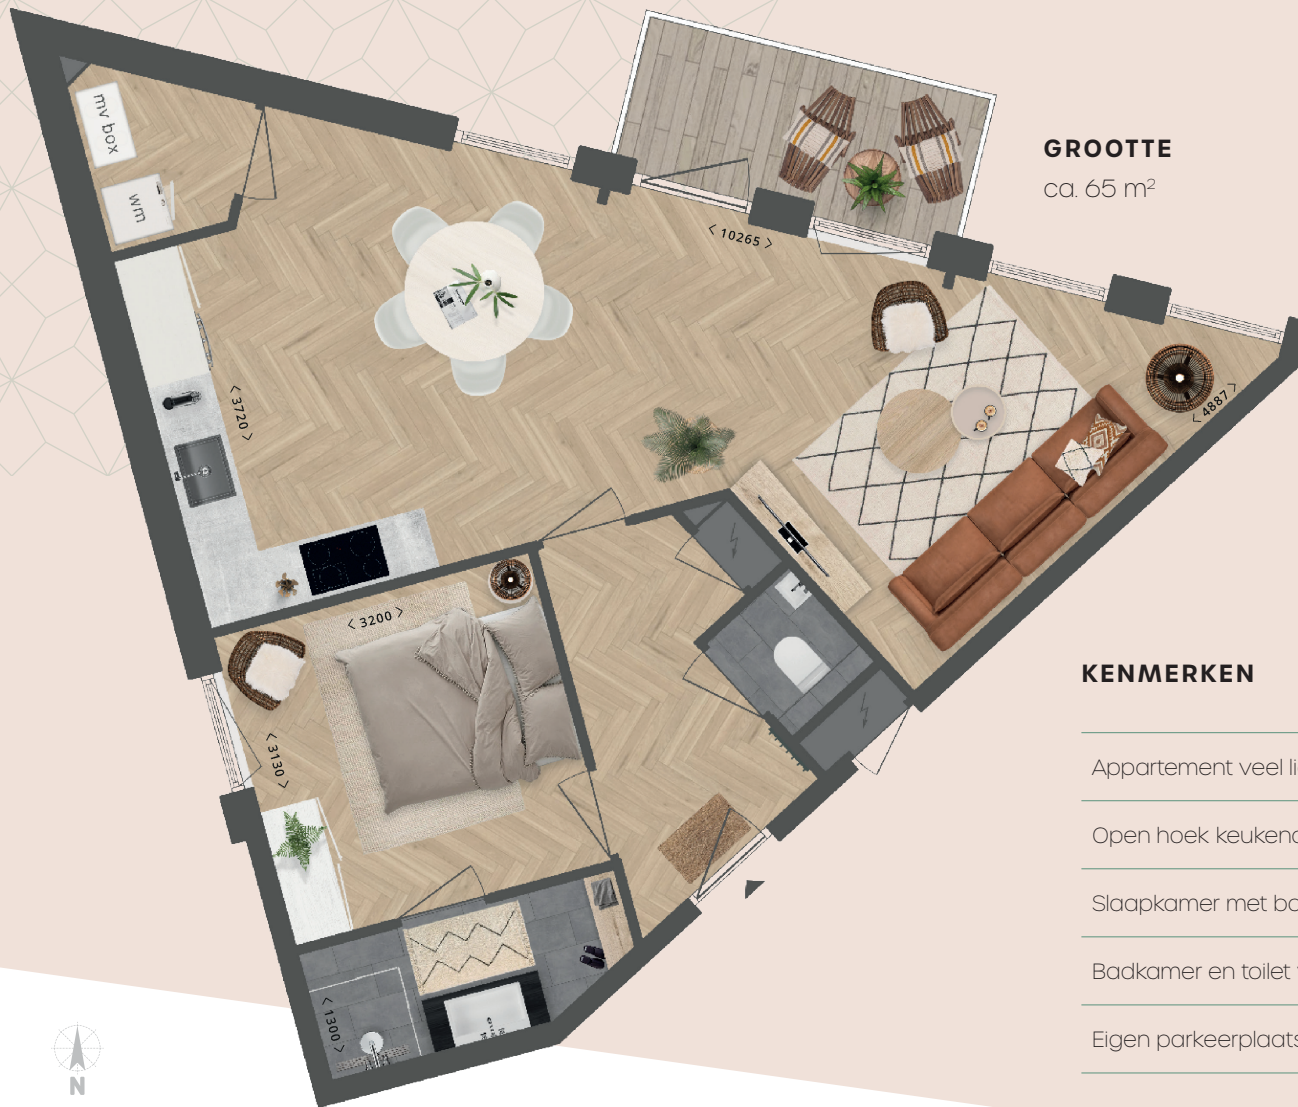 mv box
wm
< 10265 >
GROOTTE
ca. 65 m²
< 3720 >
< 4887 >
< 3200 >
< 3130 >
KENMERKEN
Appartement veel li
Open hoek keuken
Slaapkamer met
Badkamer en toilet
Eigen parkeerplaats
< 1300 >
N